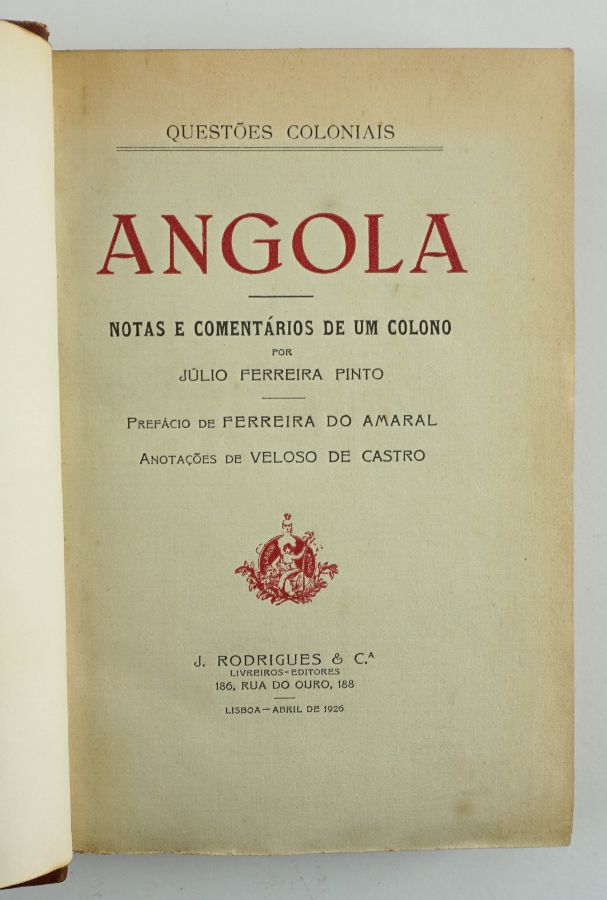 QUESTÕES COLONIAIS
ANGOLA
NOTAS E COMENTÁRIOS DE UM COLONO
POR
JÚLIO FERREIRA PINTO
PREFÁCIO DE FERREIRA DO AMARAL
ANOTAÇÕES DE VELOSO DE CASTRO
J. RODRIGUES & C.ª
LIVREIROS-EDITORES
186, RUA DO OURO, 188
LISBOA—ABRIL DE 1926